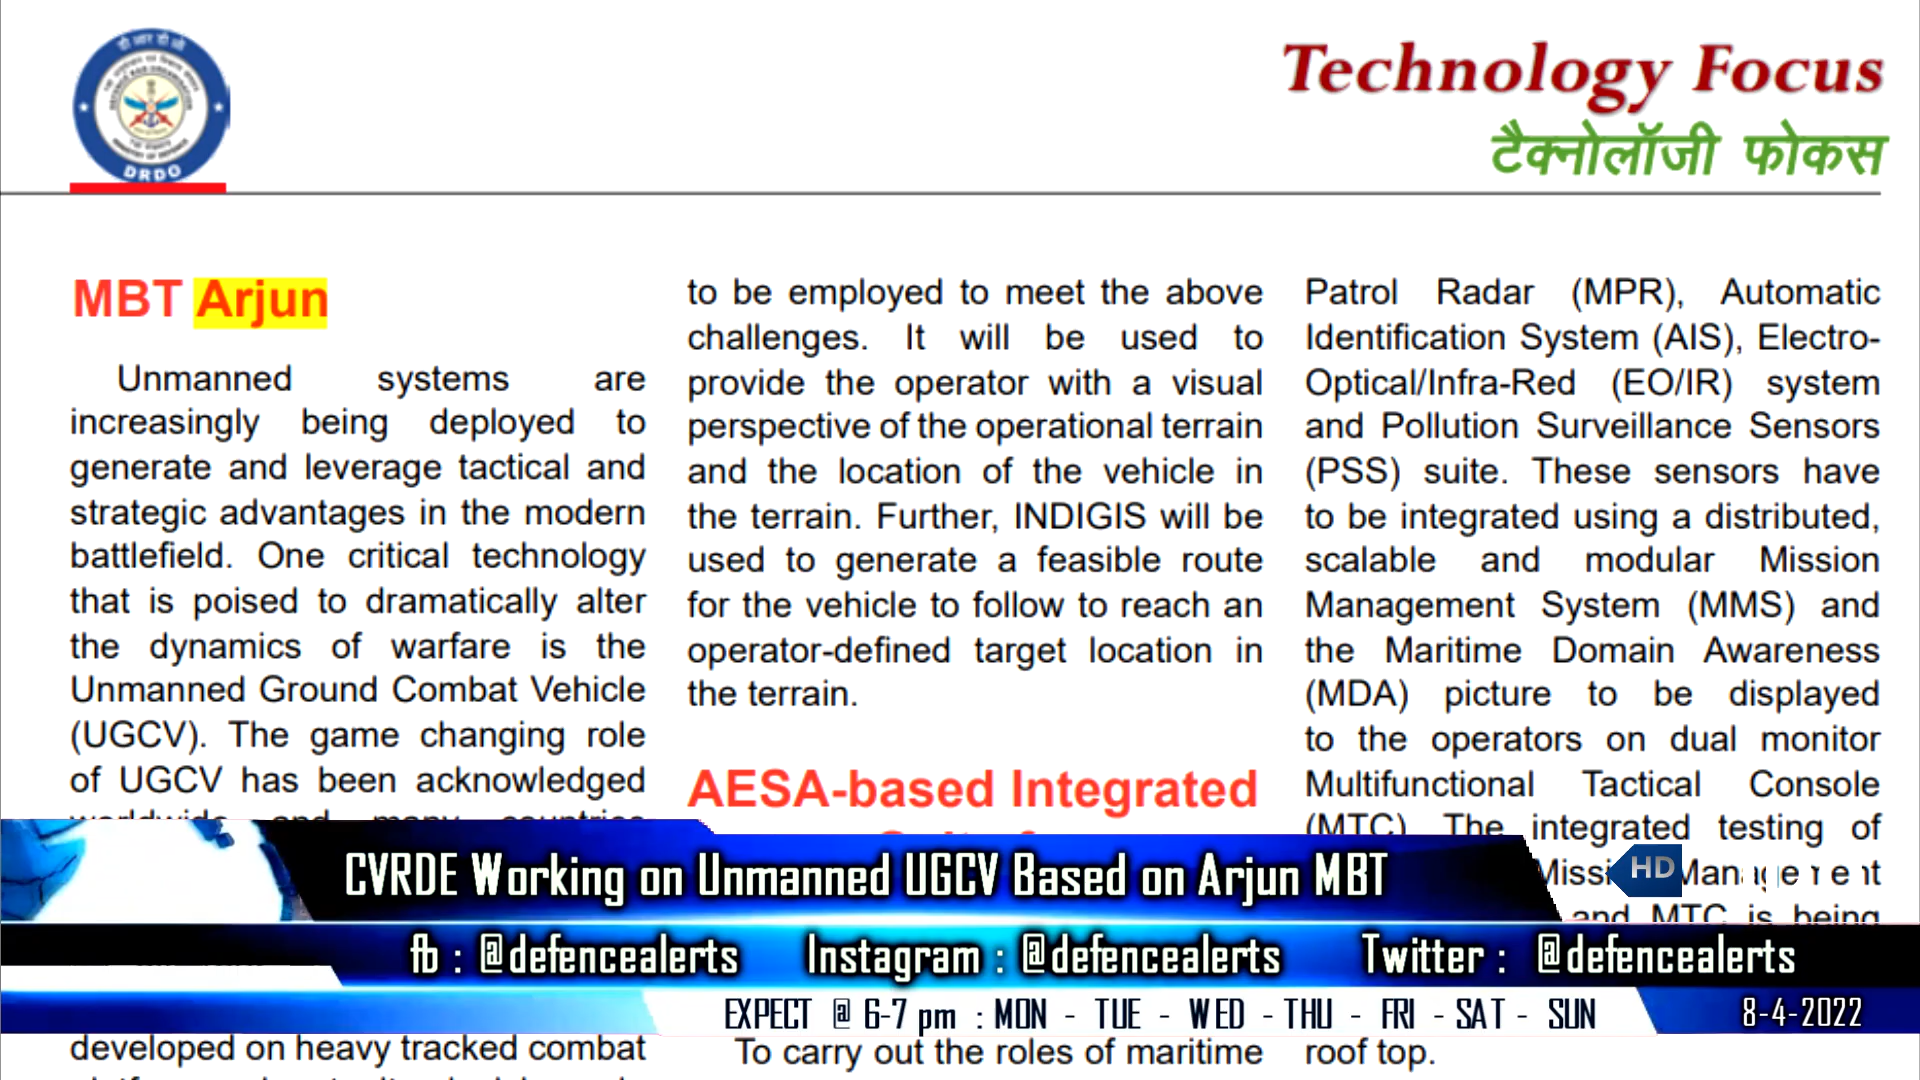 डी आर डी ओ
DRDO
Technology Focus
टैक्नोलॉजी फोकस
MBT Arjun
Unmanned systems are
increasingly being deployed to
generate and leverage tactical and
strategic advantages in the modern
battlefield. One critical technology
that is poised to dramatically alter
the dynamics of warfare is the
Unmanned Ground Combat Vehicle
(UGCV). The game changing role
of UGCV has been acknowledged
worldwide and many countries
developed on heavy tracked combat
to be employed to meet the above
challenges. It will be used to
provide the operator with a visual
perspective of the operational terrain
and the location of the vehicle in
the terrain. Further, INDIGIS will be
used to generate a feasible route
for the vehicle to follow to reach an
operator-defined target location in
the terrain.
AESA-based Integrated
To carry out the roles of maritime
Patrol Radar (MPR), Automatic
Identification System (AIS), Electro-
Optical/Infra-Red (EO/IR) system
and Pollution Surveillance Sensors
(PSS) suite. These sensors have
to be integrated using a distributed,
scalable and modular Mission
Management System (MMS) and
the Maritime Domain Awareness
(MDA) picture to be displayed
to the operators on dual monitor
Multifunctional Tactical Console
(MTC). The integrated testing of
and MTC is being
roof top.
CVRDE Working on Unmanned UGCV Based on Arjun MBT
HD
fb : @defencealerts Instagram : @defencealerts Twitter : @defencealerts
EXPECT @ 6-7 pm : MON - TUE - WED - THU - FRI - SAT - SUN
8-4-2022